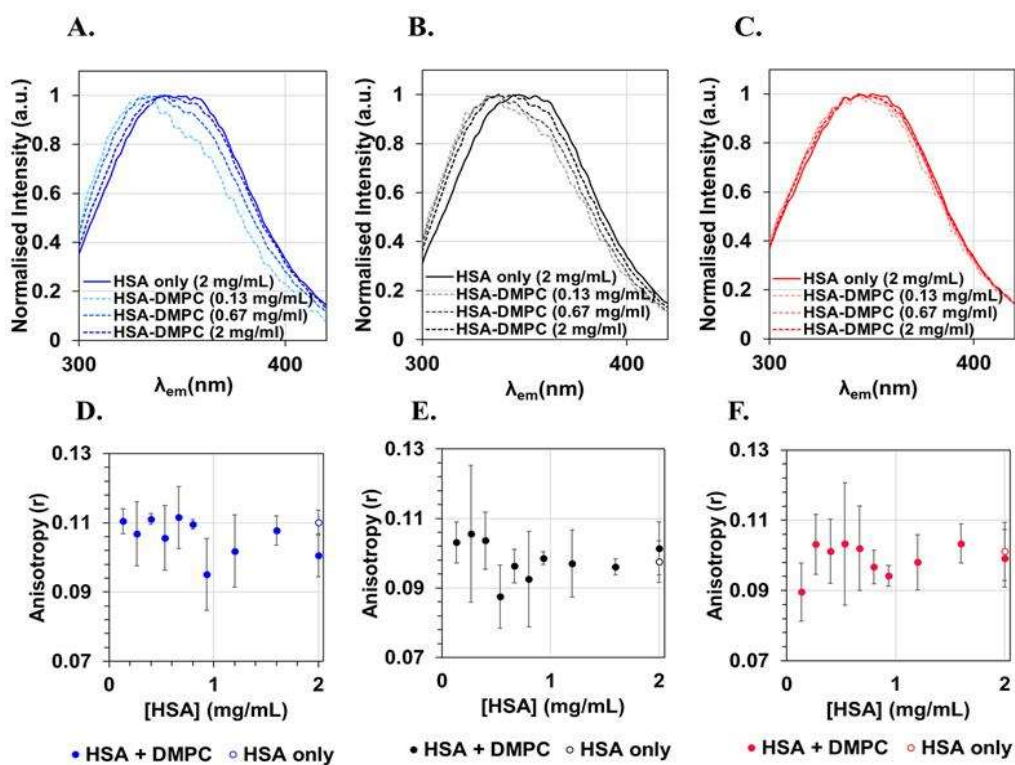 A.
B.
C.
Normalised Intensity (a.u.)
1
0.8
0.6
0.4
0.2
0
HSA only (2 mg/mL)
HSA-DMPC (0.13 mg/mL)
HSA-DMPC (0.67 mg/ml)
HSA-DMPC (2 mg/ml)
300
400
λem(nm)
Normalised Intensity (a.u.)
1
0.8
0.6
0.4
0.2
0
HSA only (2 mg/mL)
HSA-DMPC (0.13 mg/mL)
HSA-DMPC (0.67 mg/mL)
HSA-DMPC (2 mg/mL)
300
400
λem(nm)
Normalised Intensity (a.u.)
1
0.8
0.6
0.4
0.2
0
HSA only (2 mg/mL)
HSA-DMPC (0.13 mg/mL)
HSA-DMPC (0.67 mg/ml)
HSA-DMPC (2 mg/ml)
300
400
λem(nm)
D.
E.
F.
Anisotropy (r)
0.13
0.11
0.09
0.07
0
1
2
[HSA] (mg/mL)
HSA + DMPC
HSA only
Anisotropy (r)
0.13
0.11
0.09
0.07
0
1
2
[HSA] (mg/mL)
HSA + DMPC
HSA only
Anisotropy (r)
0.13
0.11
0.09
0.07
0
1
2
[HSA] (mg/mL)
HSA + DMPC
HSA only